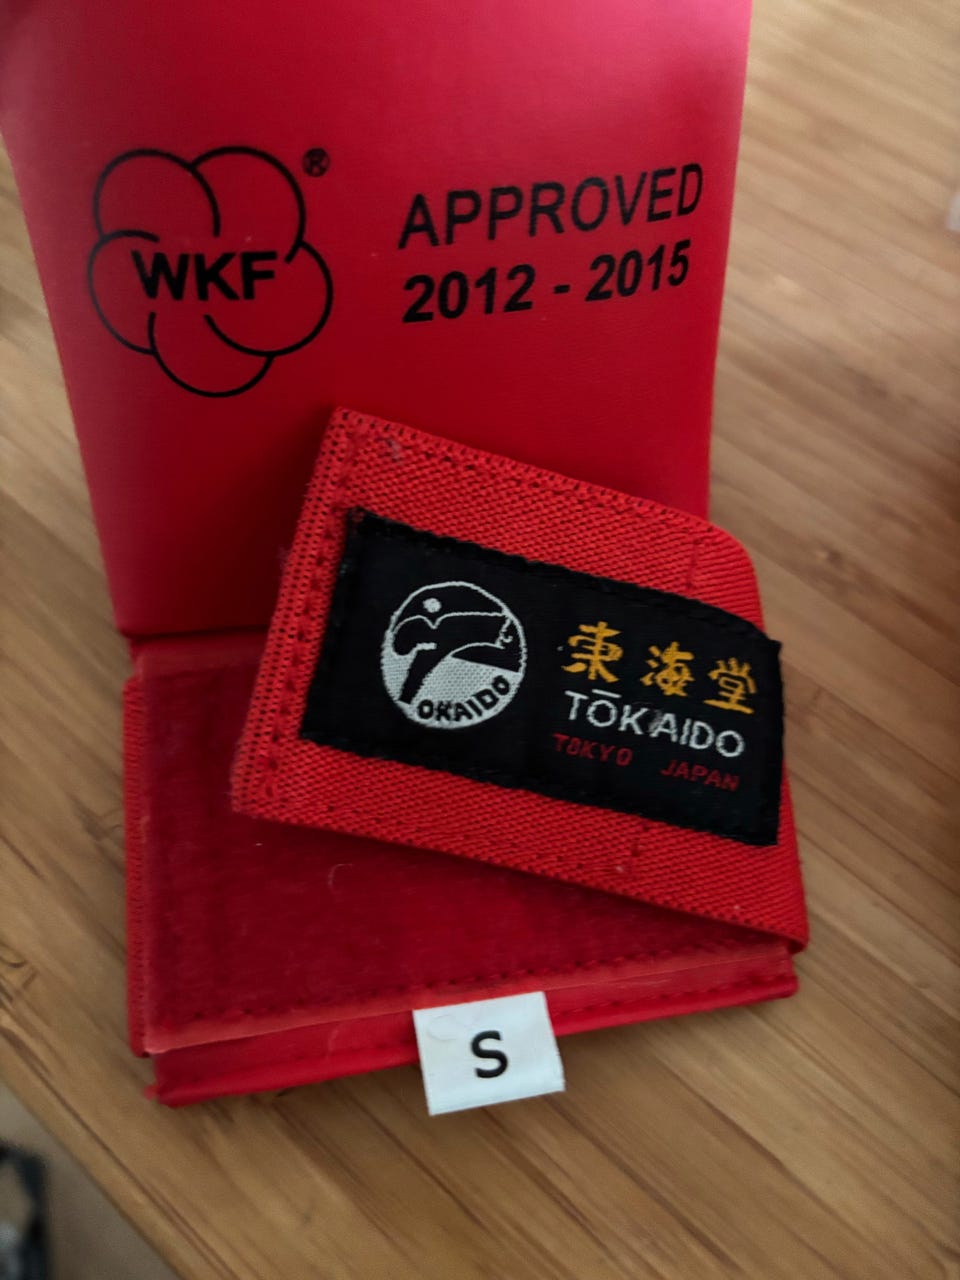 WKF®
APPROVED
2012 - 2015
OKAIDO
東海堂
TŌKAIDO
TOKYO JAPAN
S